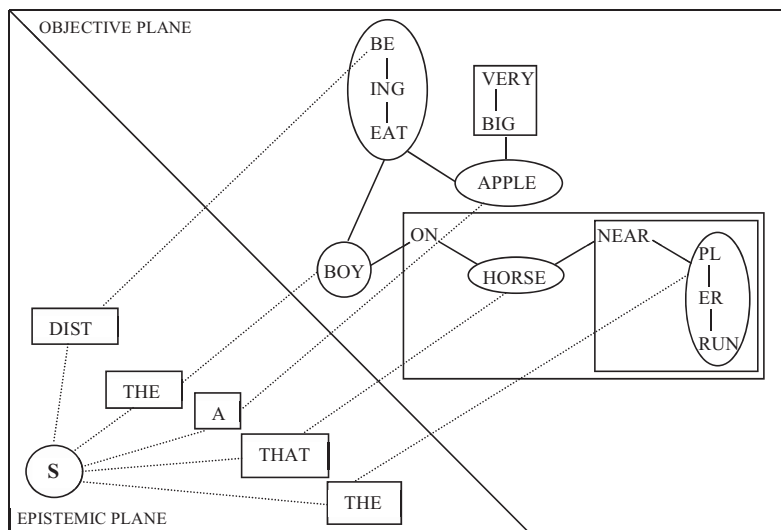 OBJECTIVE PLANE
BE
ING
EAT
VERY
BIG
APPLE
BOY
ON
HORSE
NEAR
PL
ER
RUN
DIST
THE
A
THAT
THE
S
EPISTEMIC PLANE